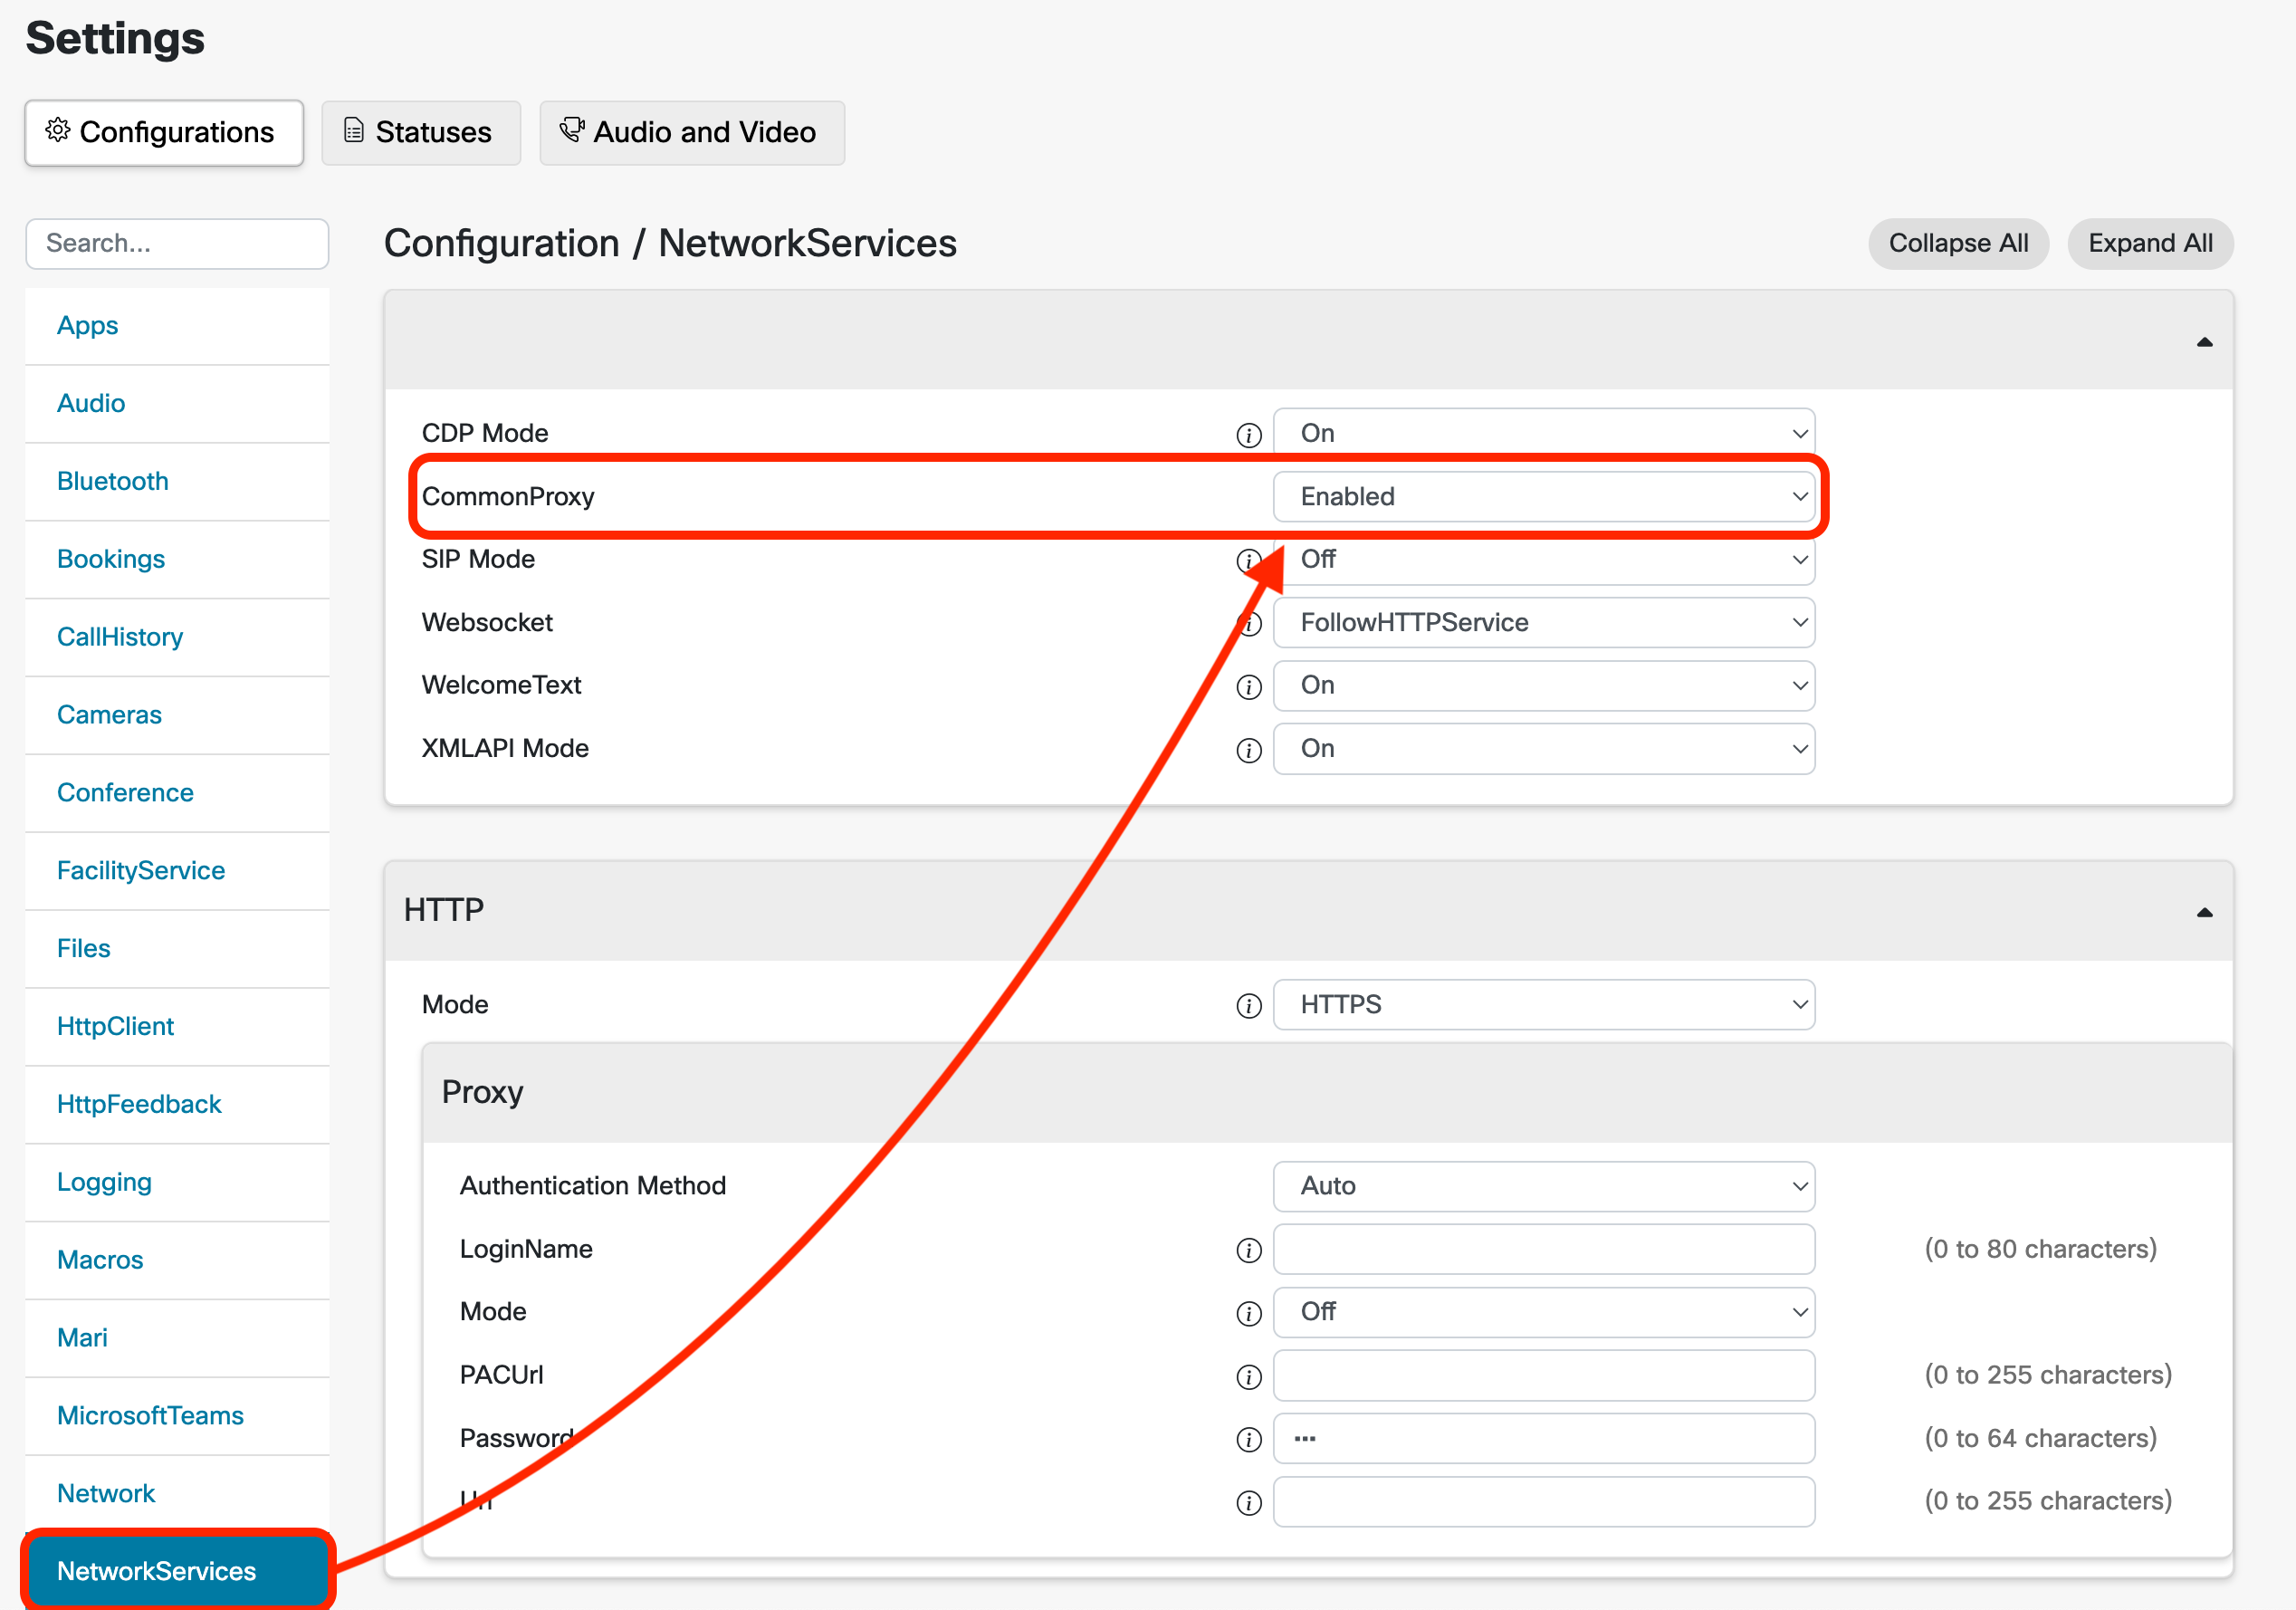 Settings
Configurations
Statuses
Audio and Video
Search...
Configuration / NetworkServices
Collapse All
Expand All
Apps
Audio
Bluetooth
Bookings
CallHistory
Cameras
Conference
FacilityService
Files
HttpClient
HttpFeedback
Logging
Macros
Mari
MicrosoftTeams
Network
NetworkServices
CDP Mode On
CommonProxy Enabled
SIP Mode Off
Websocket FollowHTTPService
WelcomeText On
XMLAPI Mode On
HTTP
Mode HTTPS
Proxy
Authentication Method Auto
LoginName (0 to 80 characters)
Mode Off
PACUrl (0 to 255 characters)
Password ••• (0 to 64 characters)
Url (0 to 255 characters)